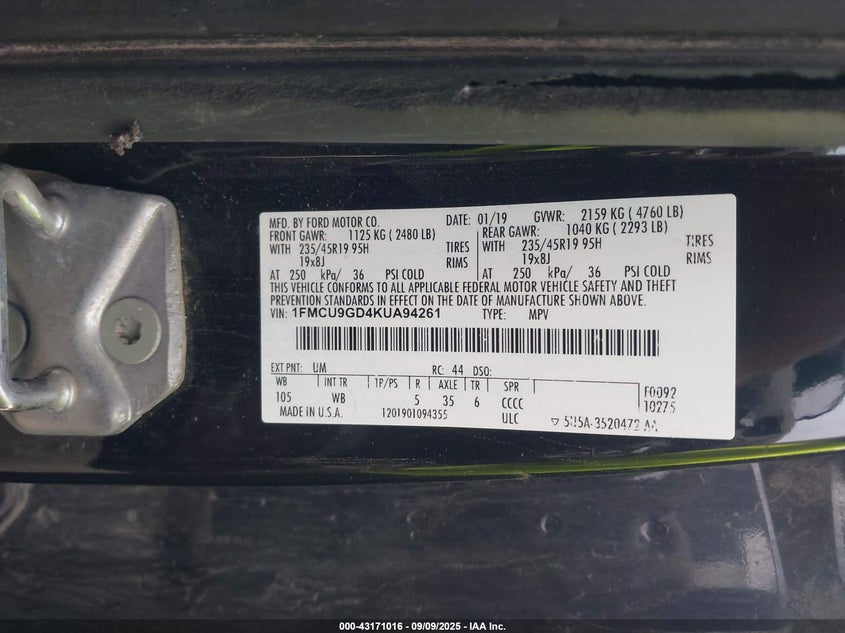 MFD. BY FORD MOTOR CO. DATE: 01/19 GVWR: 2159 KG ( 4760 LB)
FRONT GAWR: 1125 KG ( 2480 LB) REAR GAWR: 1040 KG ( 2293 LB)
WITH 235/45R19 95H TIRES WITH 235/45R19 95H TIRES
19x8J RIMS 19x8J RIMS
AT 250 kPa/ 36 PSI COLD AT 250 kPa/ 36 PSI COLD
THIS VEHICLE CONFORMS TO ALL APPLICABLE FEDERAL MOTOR VEHICLE SAFETY AND THEFT
PREVENTION STANDARDS IN EFFECT ON THE DATE OF MANUFACTURE SHOWN ABOVE.
VIN: 1FMCU9GD4KUA94261 TYPE: MPV
EXT PNT: UM RC: 44 DSO:
WB INT TR TP/PS R AXLE TR SPR F0092
105 WB 5 35 6 CCCC 10275
MADE IN U.S.A. 1201901094355 ULC
000-43171016 - 09/09/2025 - IAA Inc.